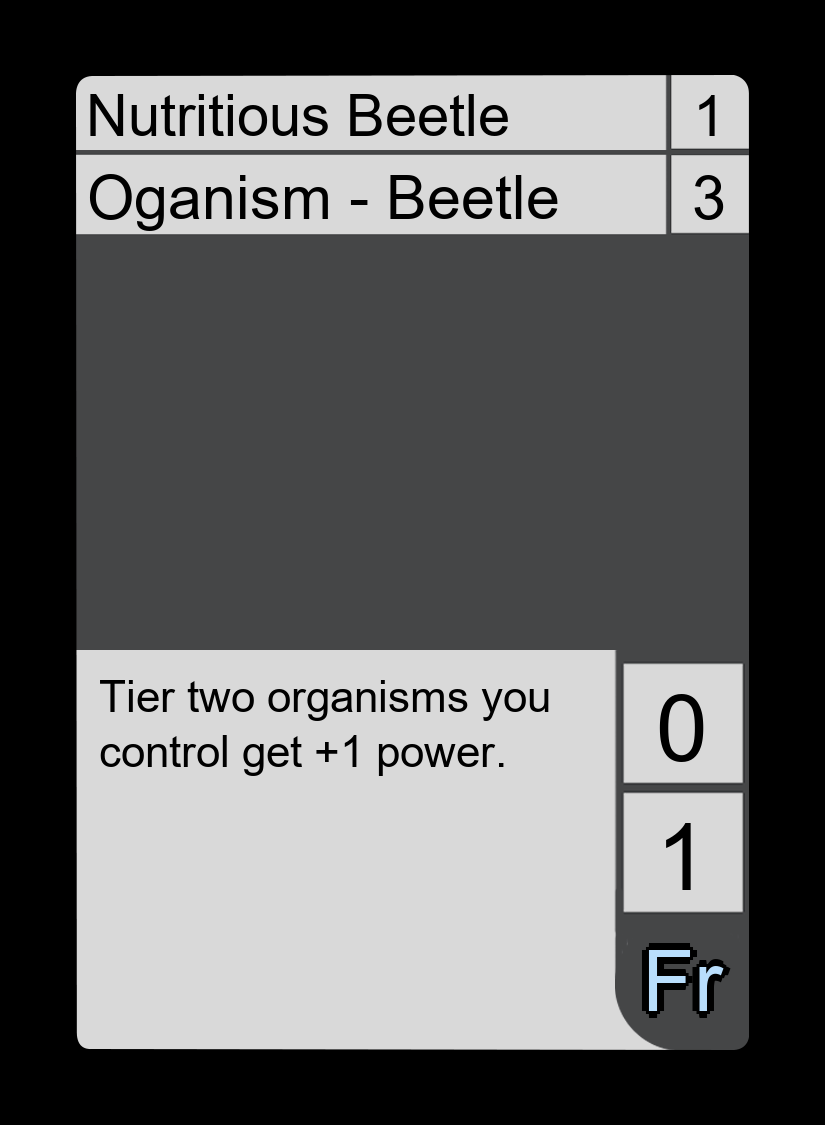 Nutritious Beetle 1
Oganism - Beetle 3
Tier two organisms you
control get +1 power.
0
1
Fr